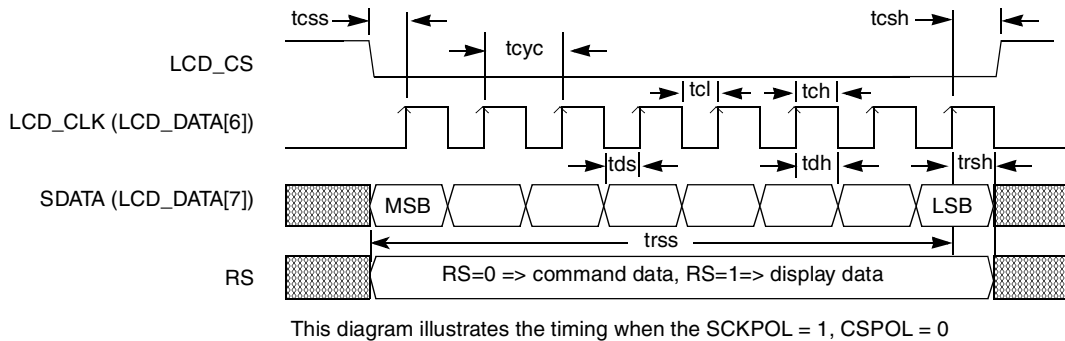 tcss
tcsh
LCD_CS
tcyc
tcl
tch
LCD_CLK (LCD_DATA[6])
tds
tdh
trsh
SDATA (LCD_DATA[7])
MSB
LSB
trss
RS
RS=0 => command data, RS=1=> display data
This diagram illustrates the timing when the SCKPOL = 1, CSPOL = 0